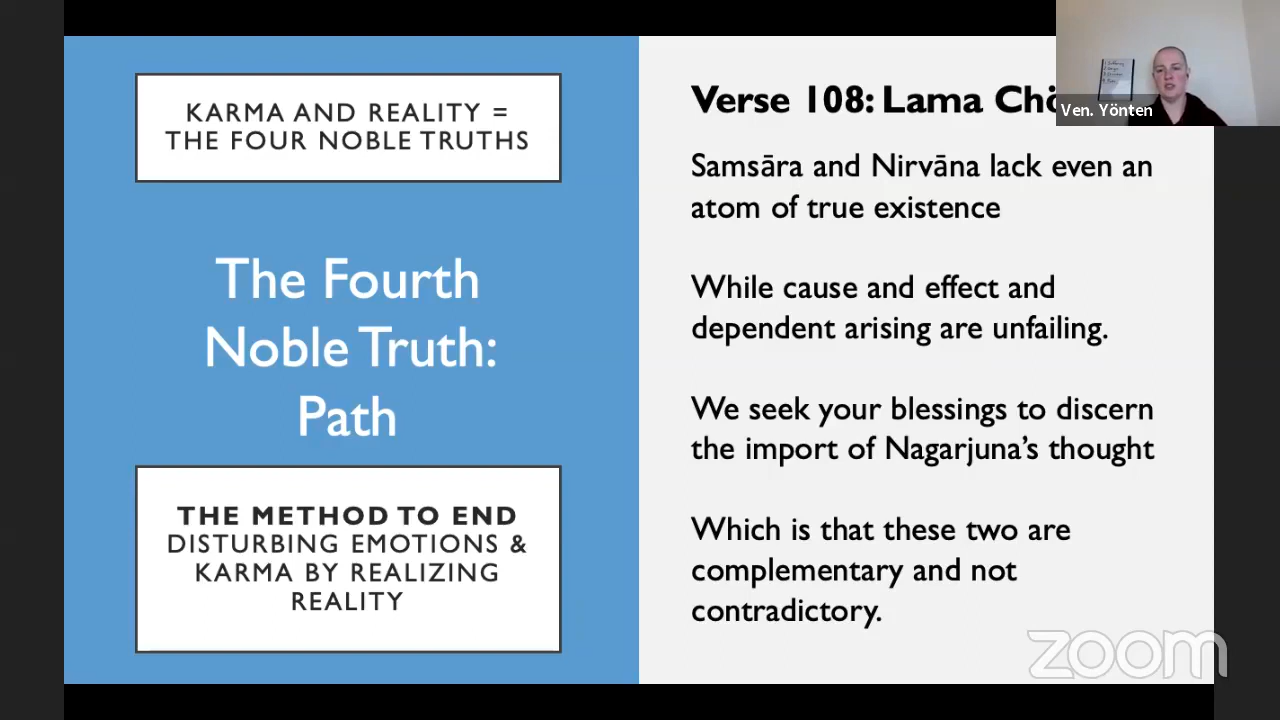 KARMA AND REALITY =
THE FOUR NOBLE TRUTHS
The Fourth
Noble Truth:
Path
THE METHOD TO END
DISTURBING EMOTIONS &
KARMA BY REALIZING
REALITY
Verse 108: Lama
Samsāra and Nirvāna lack even an
atom of true existence
While cause and effect and
dependent arising are unfailing.
We seek your blessings to discern
the import of Nagarjuna's thought
Which is that these two are
complementary and not
contradictory.
Ven. Yönten
zoom